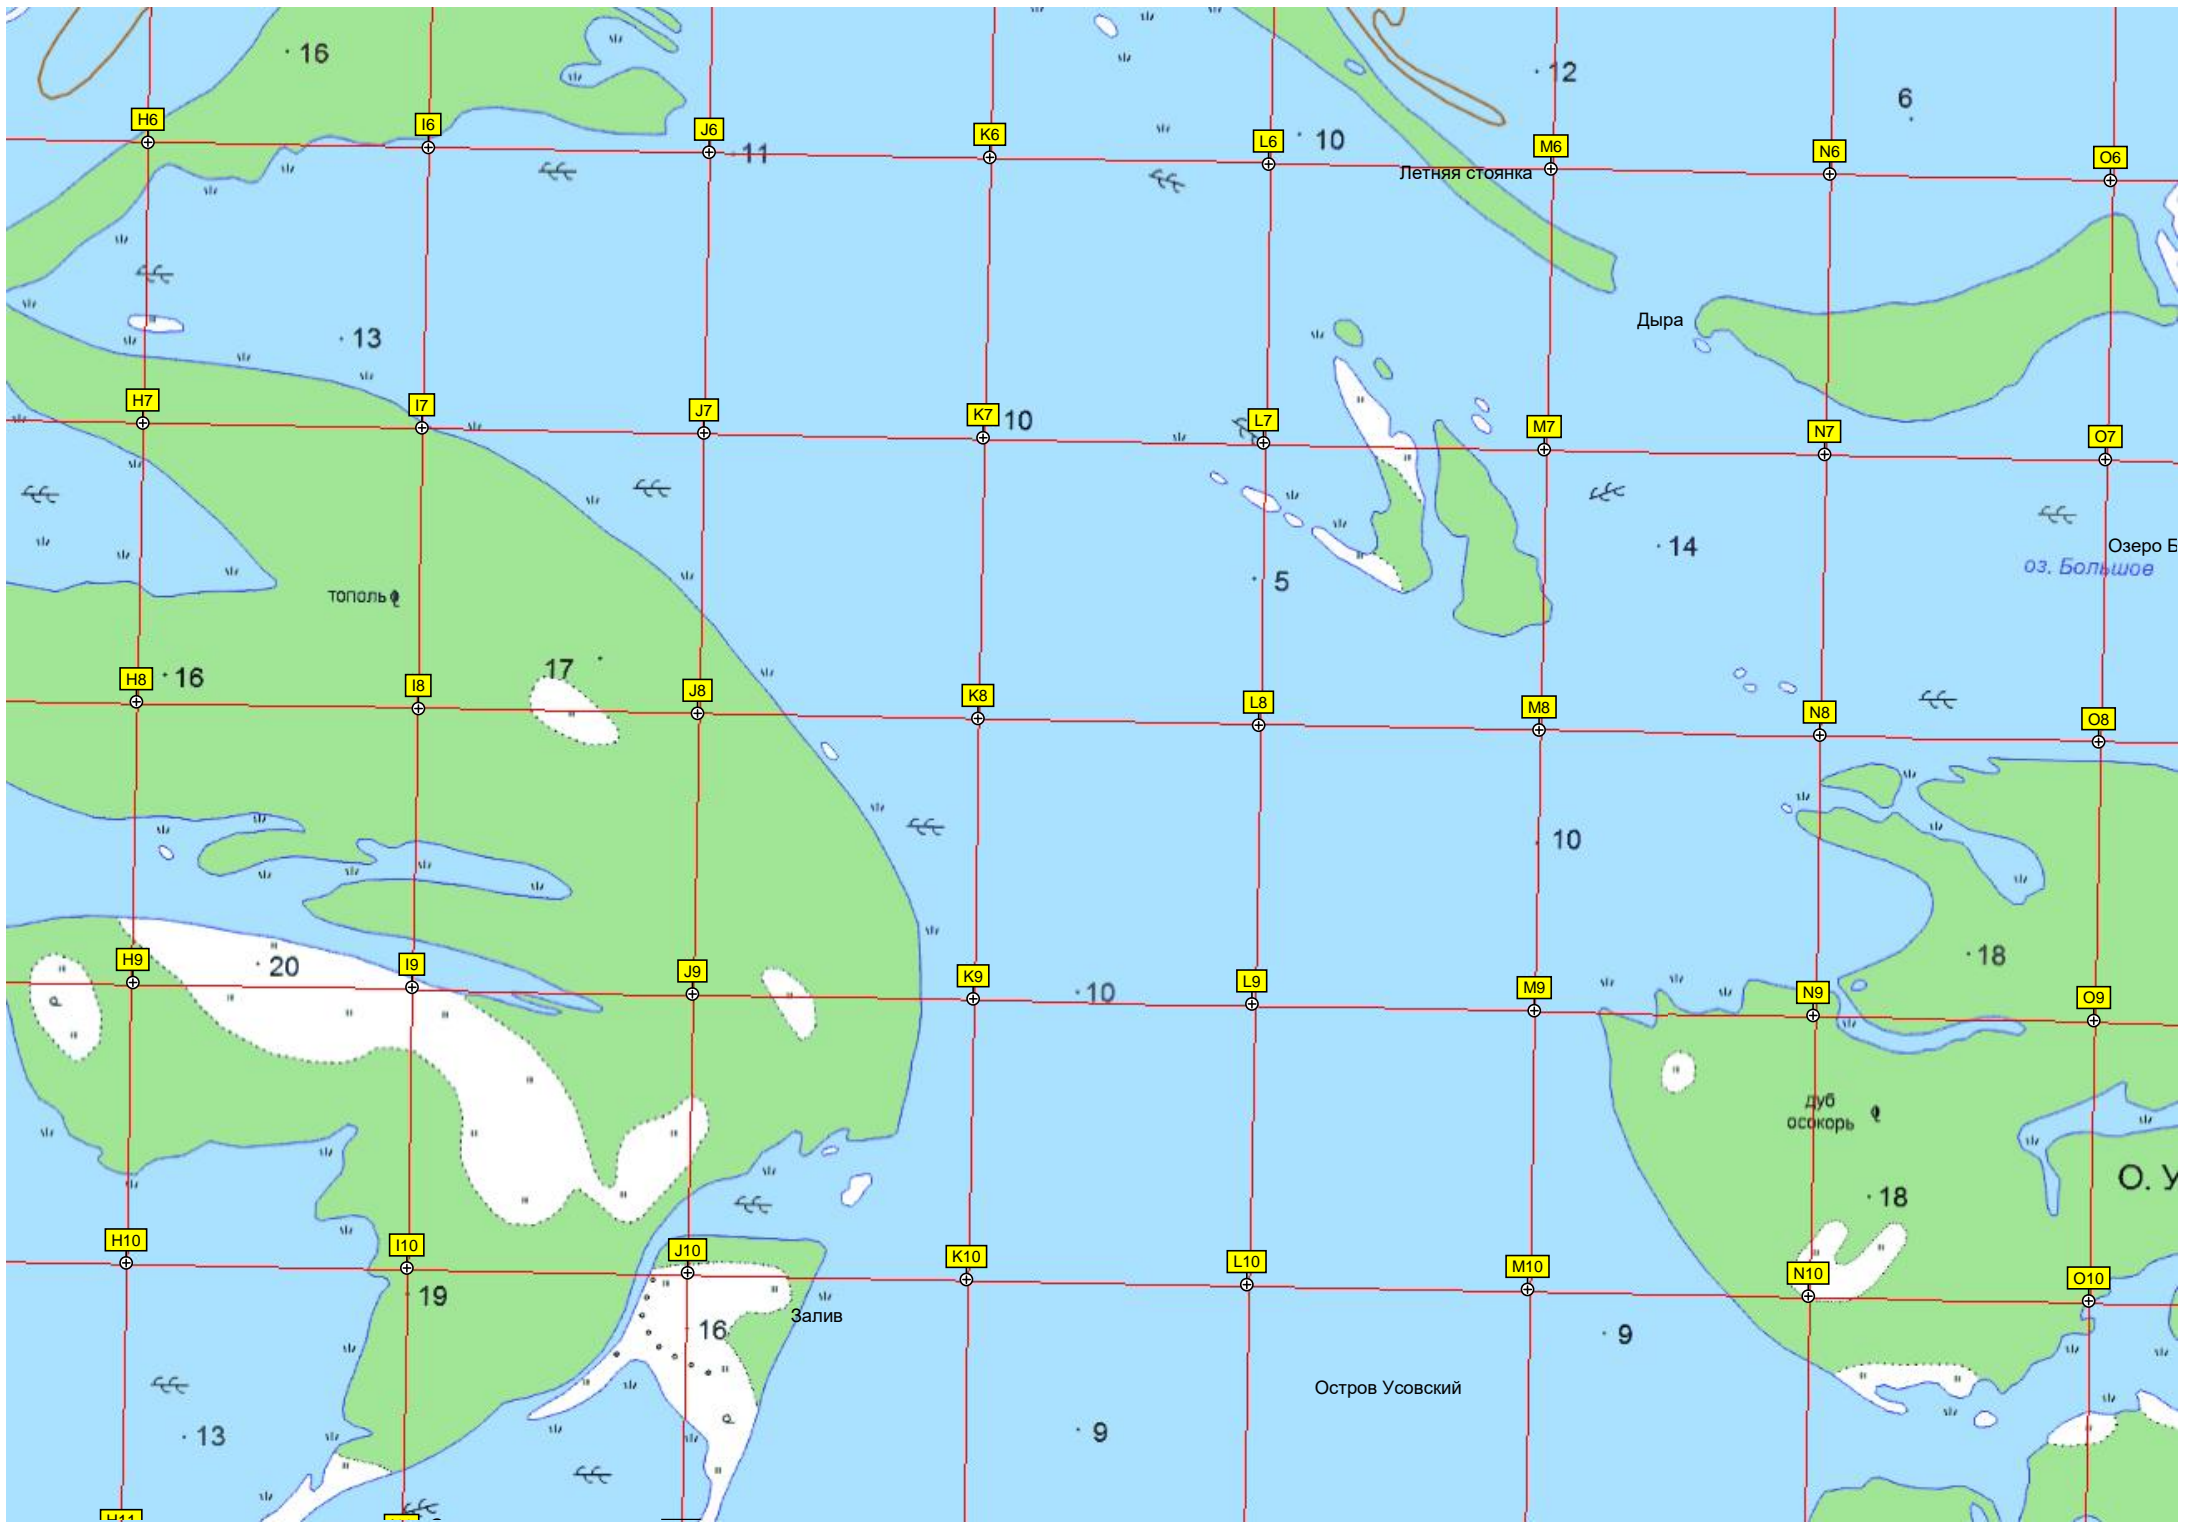 16
12
6
H6
I6
J6
K6
L6
M6
N6
O6
11
10
Летняя стоянка
13
Дыра
H7
I7
J7
K7
L7
M7
N7
O7
10
14
5
Озеро Б
оз. Большое
тополь
H8
16
I8
17
J8
K8
L8
M8
N8
O8
10
H9
20
I9
J9
K9
10
L9
M9
N9
18
O9
дуб
осокорь
О. У
18
H10
I10
J10
K10
L10
M10
N10
O10
19
16
Залив
9
Остров Усовский
13
9
H11